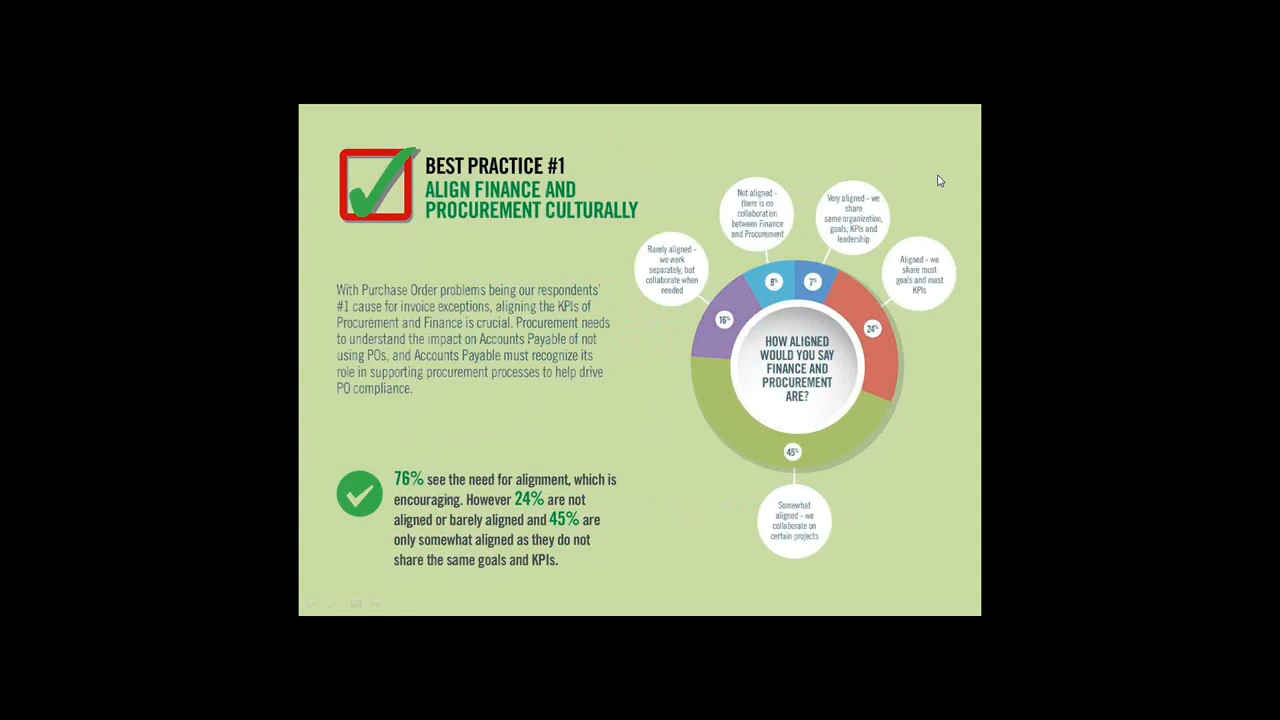 BEST PRACTICE #1
ALIGN FINANCE AND
PROCUREMENT CULTURALLY
With Purchase Order problems being our respondents'
#1 cause for invoice exceptions, aligning the KPIs of
Procurement and Finance is crucial. Procurement needs
to understand the impact on Accounts Payable of not
using POs, and Accounts Payable must recognize its
role in supporting procurement processes to help drive
PO compliance.
76% see the need for alignment, which is
encouraging. However 24% are not
aligned or barely aligned and 45% are
only somewhat aligned as they do not
share the same goals and KPIs.
Not aligned -
there is no
collaboration
between Finance
and Procurement
Very aligned - we
share
same organization,
goals, KPIs and
leadership
Rarely aligned -
we work
separately, but
collaborate when
needed
Aligned - we
share most
goals and most
KPIs
8%
7%
16%
24%
HOW ALIGNED
WOULD YOU SAY
FINANCE AND
PROCUREMENT
ARE?
45%
Somewhat
aligned - we
collaborate on
certain projects